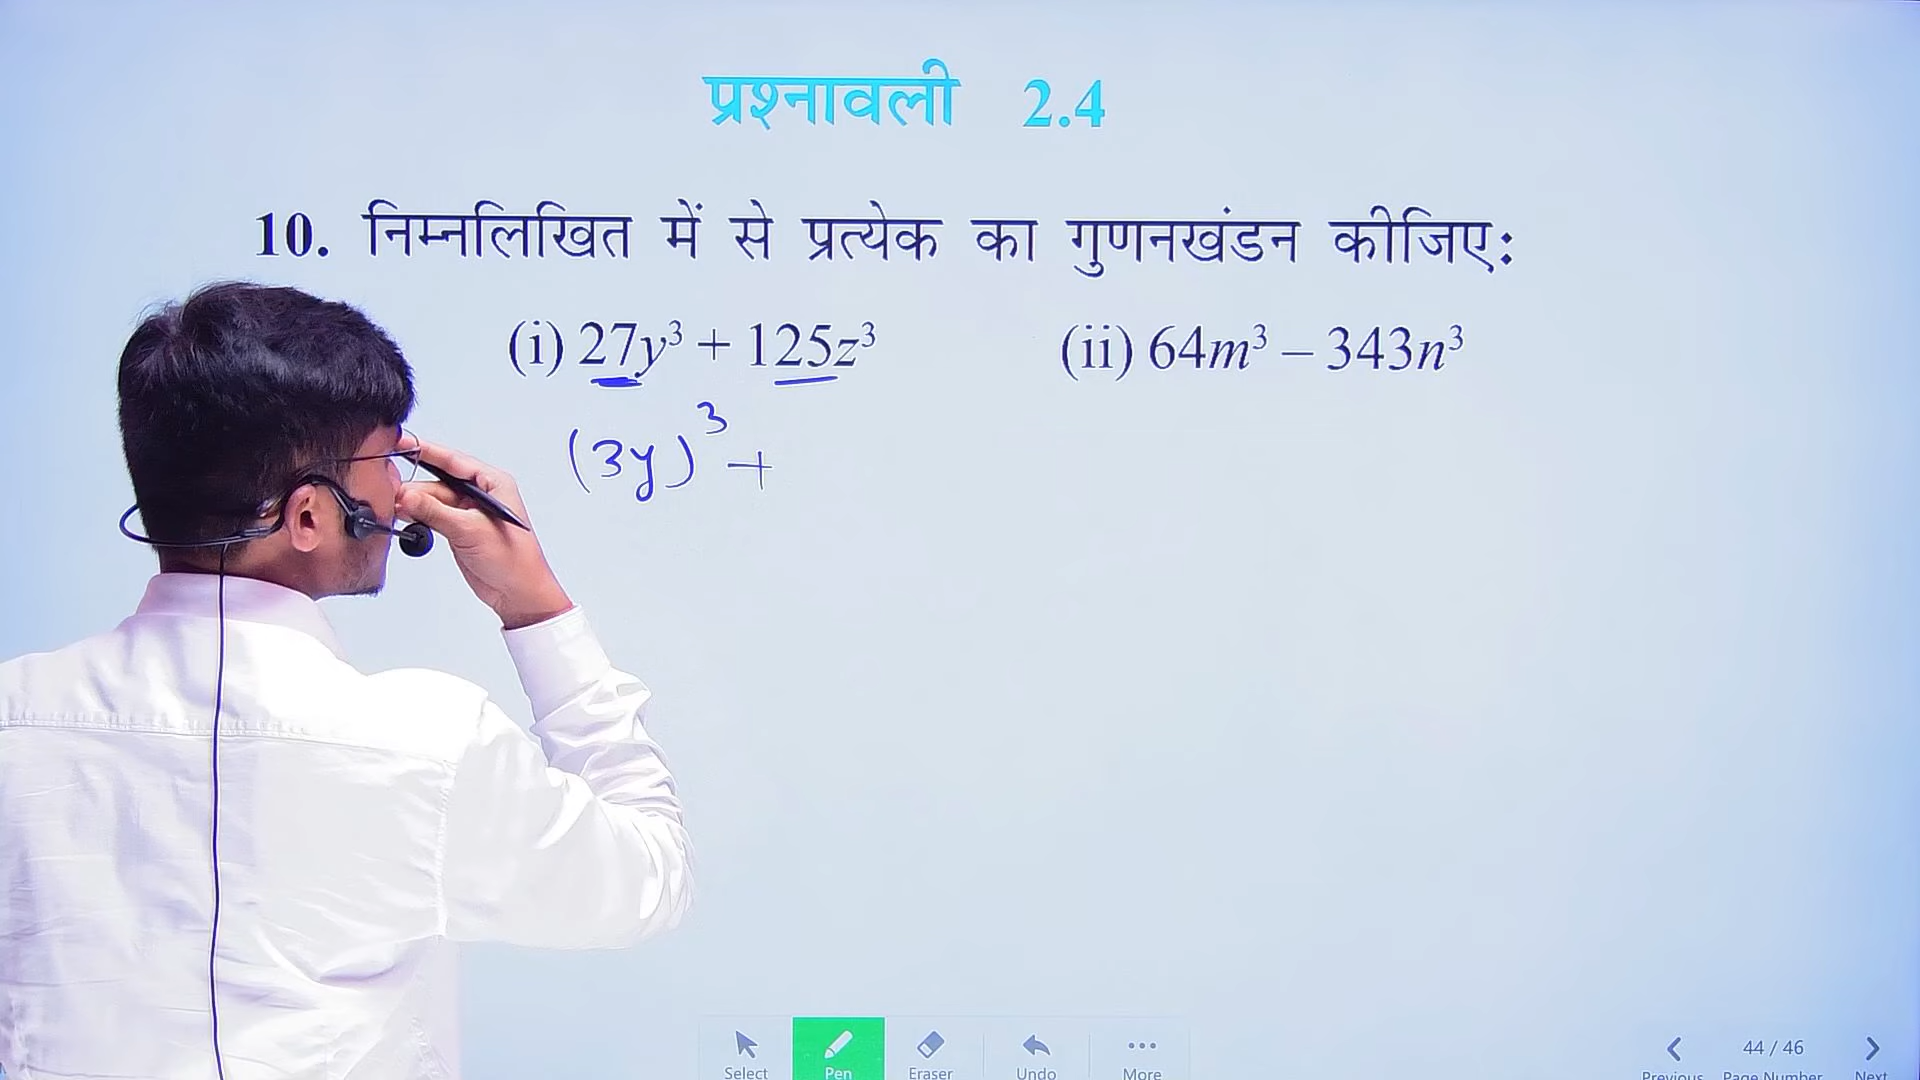 प्रश्नावली 2.4
10. निम्नलिखित में से प्रत्येक का गुणनखंडन कीजिए:
(i) 27y³ + 125z³ (ii) 64m³ – 343n³
(3y)³ +
Select Pen Eraser Undo More
44 / 46
Previous Page Number Next